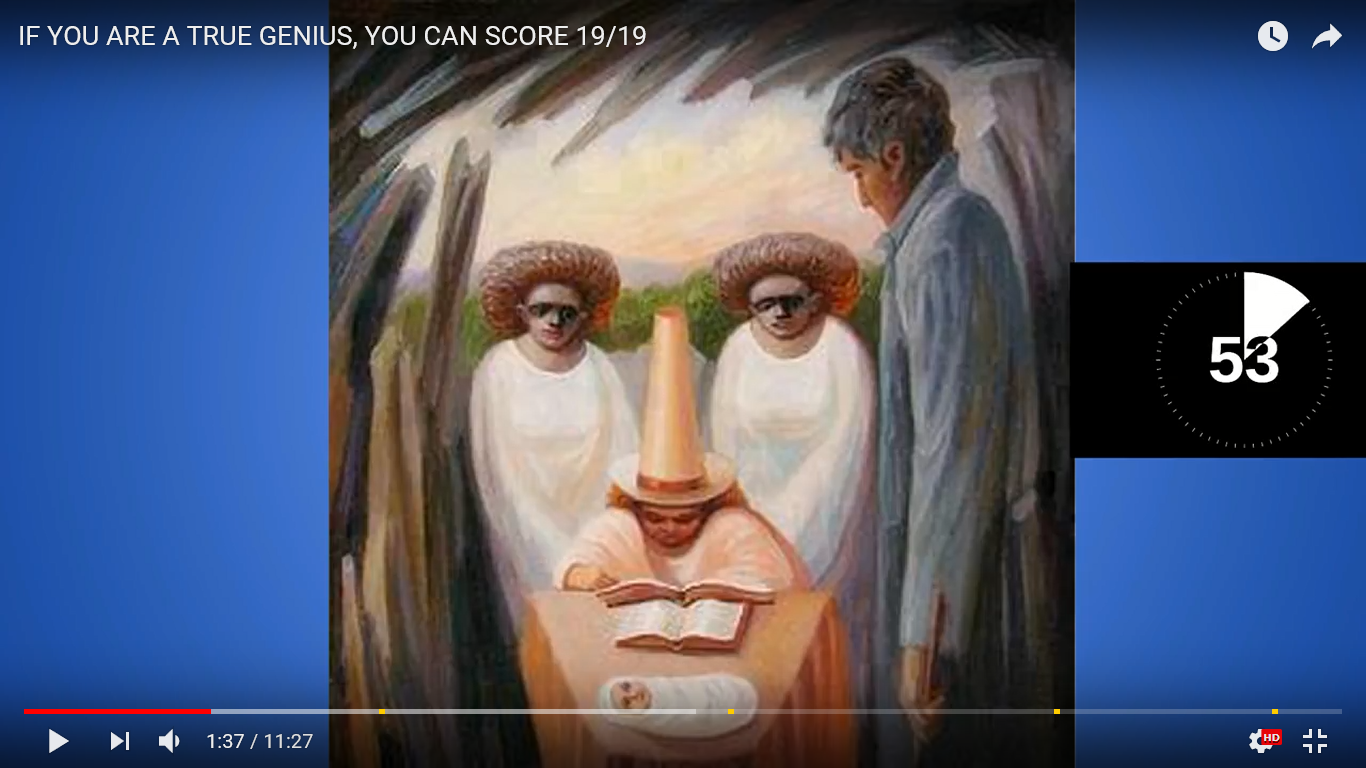 IF YOU ARE A TRUE GENIUS, YOU CAN SCORE 19/19
53
1:37 / 11:27
HD